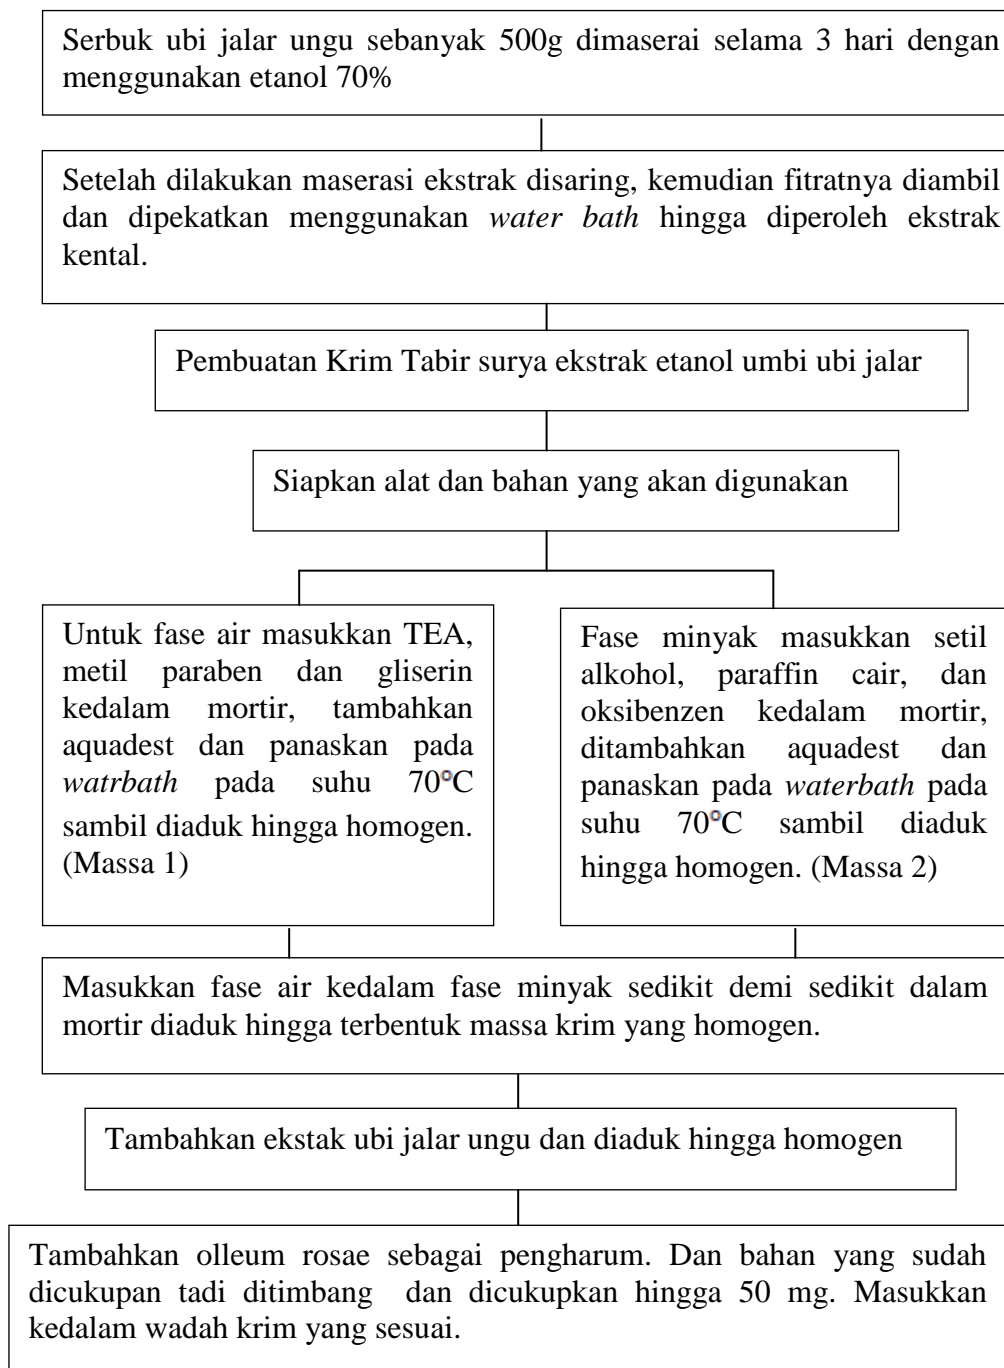 Serbuk ubi jalar ungu sebanyak 500g dimaserai selama 3 hari dengan
menggunakan etanol 70%
Setelah dilakukan maserasi ekstrak disaring, kemudian fitratnya diambil
dan dipekatkan menggunakan water bath hingga diperoleh ekstrak
kental.
Pembuatan Krim Tabir surya ekstrak etanol umbi ubi jalar
Siapkan alat dan bahan yang akan digunakan
Untuk fase air masukkan TEA,
metil paraben dan gliserin
kedalam mortir, tambahkan
aquadest dan panaskan pada
watrbath pada suhu 70°C
sambil diaduk hingga homogen.
(Massa 1)
Fase minyak masukkan setil
alkohol, paraffin cair, dan
oksibenzen kedalam mortir,
ditambahkan aquadest dan
panaskan pada waterbath pada
suhu 70°C sambil diaduk
hingga homogen. (Massa 2)
Masukkan fase air kedalam fase minyak sedikit demi sedikit dalam
mortir diaduk hingga terbentuk massa krim yang homogen.
Tambahkan ekstak ubi jalar ungu dan diaduk hingga homogen
Tambahkan olleum rosae sebagai pengharum. Dan bahan yang sudah
dicukupan tadi ditimbang dan dicukupkan hingga 50 mg. Masukkan
kedalam wadah krim yang sesuai.